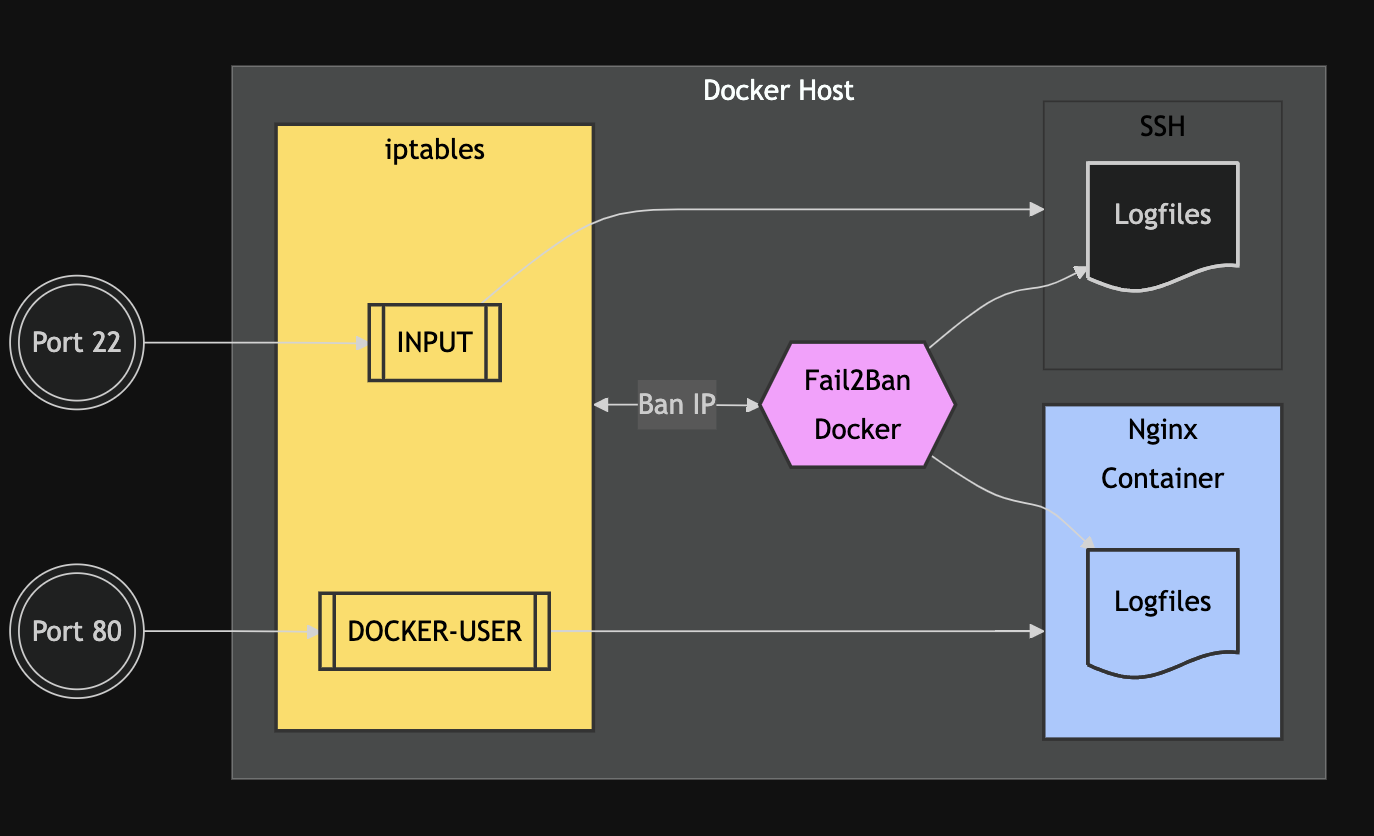 Docker Host
iptables
SSH
Logfiles
Port 22
INPUT
Ban IP
Fail2Ban
Docker
Nginx
Container
Port 80
DOCKER-USER
Logfiles